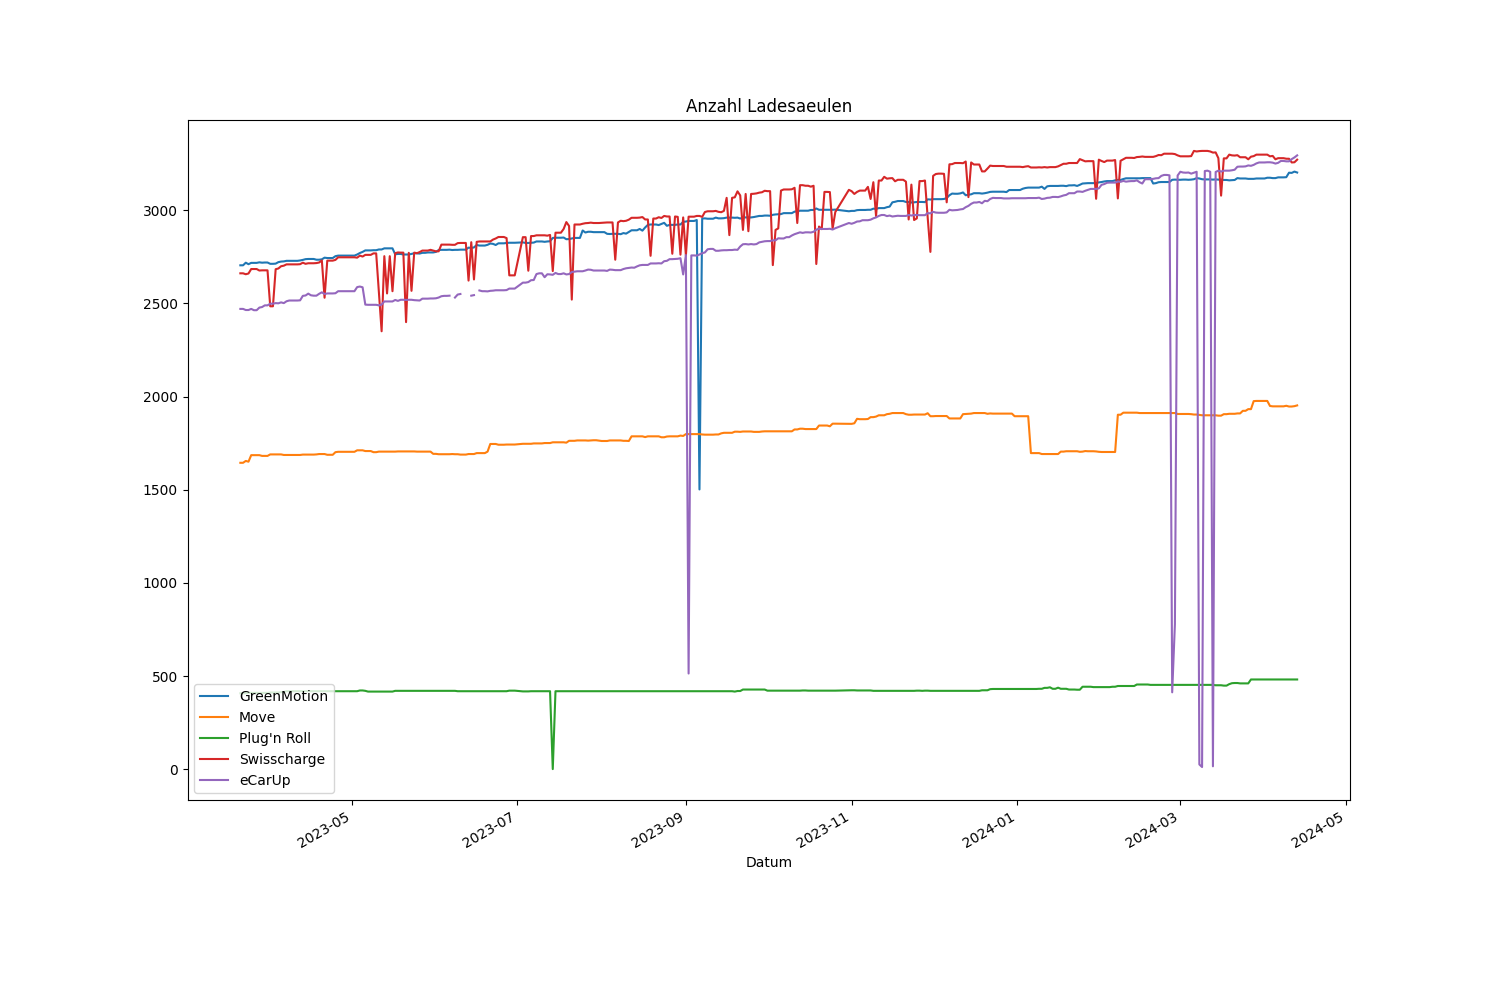 Anzahl Ladesaeulen
3000
2500
2000
1500
1000
500
0
GreenMotion
Move
Plug'n Roll
Swisscharge
eCarUp
2023-05
2023-07
2023-09
2023-11
2024-01
2024-03
2024-05
Datum